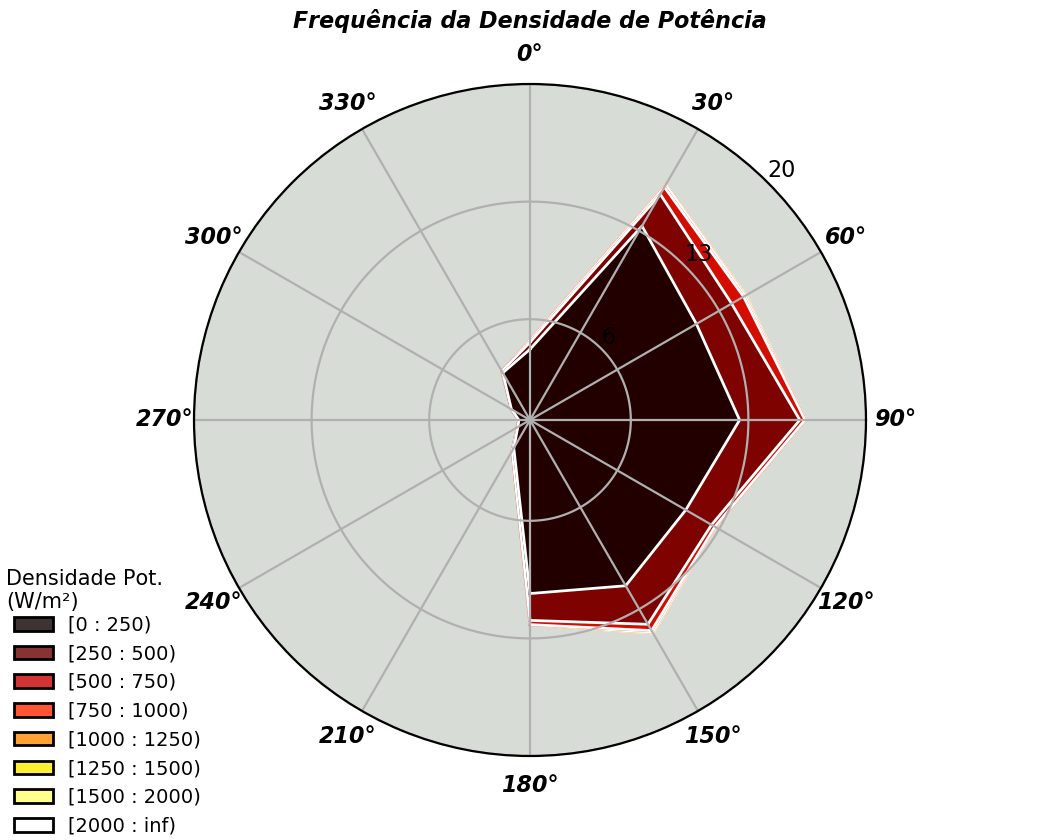 Frequência da Densidade de Potência
0°
330°
30°
20
300°
60°
13
6
270°
90°
240°
120°
210°
150°
180°
Densidade Pot.
(W/m²)
[0 : 250)
[250 : 500)
[500 : 750)
[750 : 1000)
[1000 : 1250)
[1250 : 1500)
[1500 : 2000)
[2000 : inf)